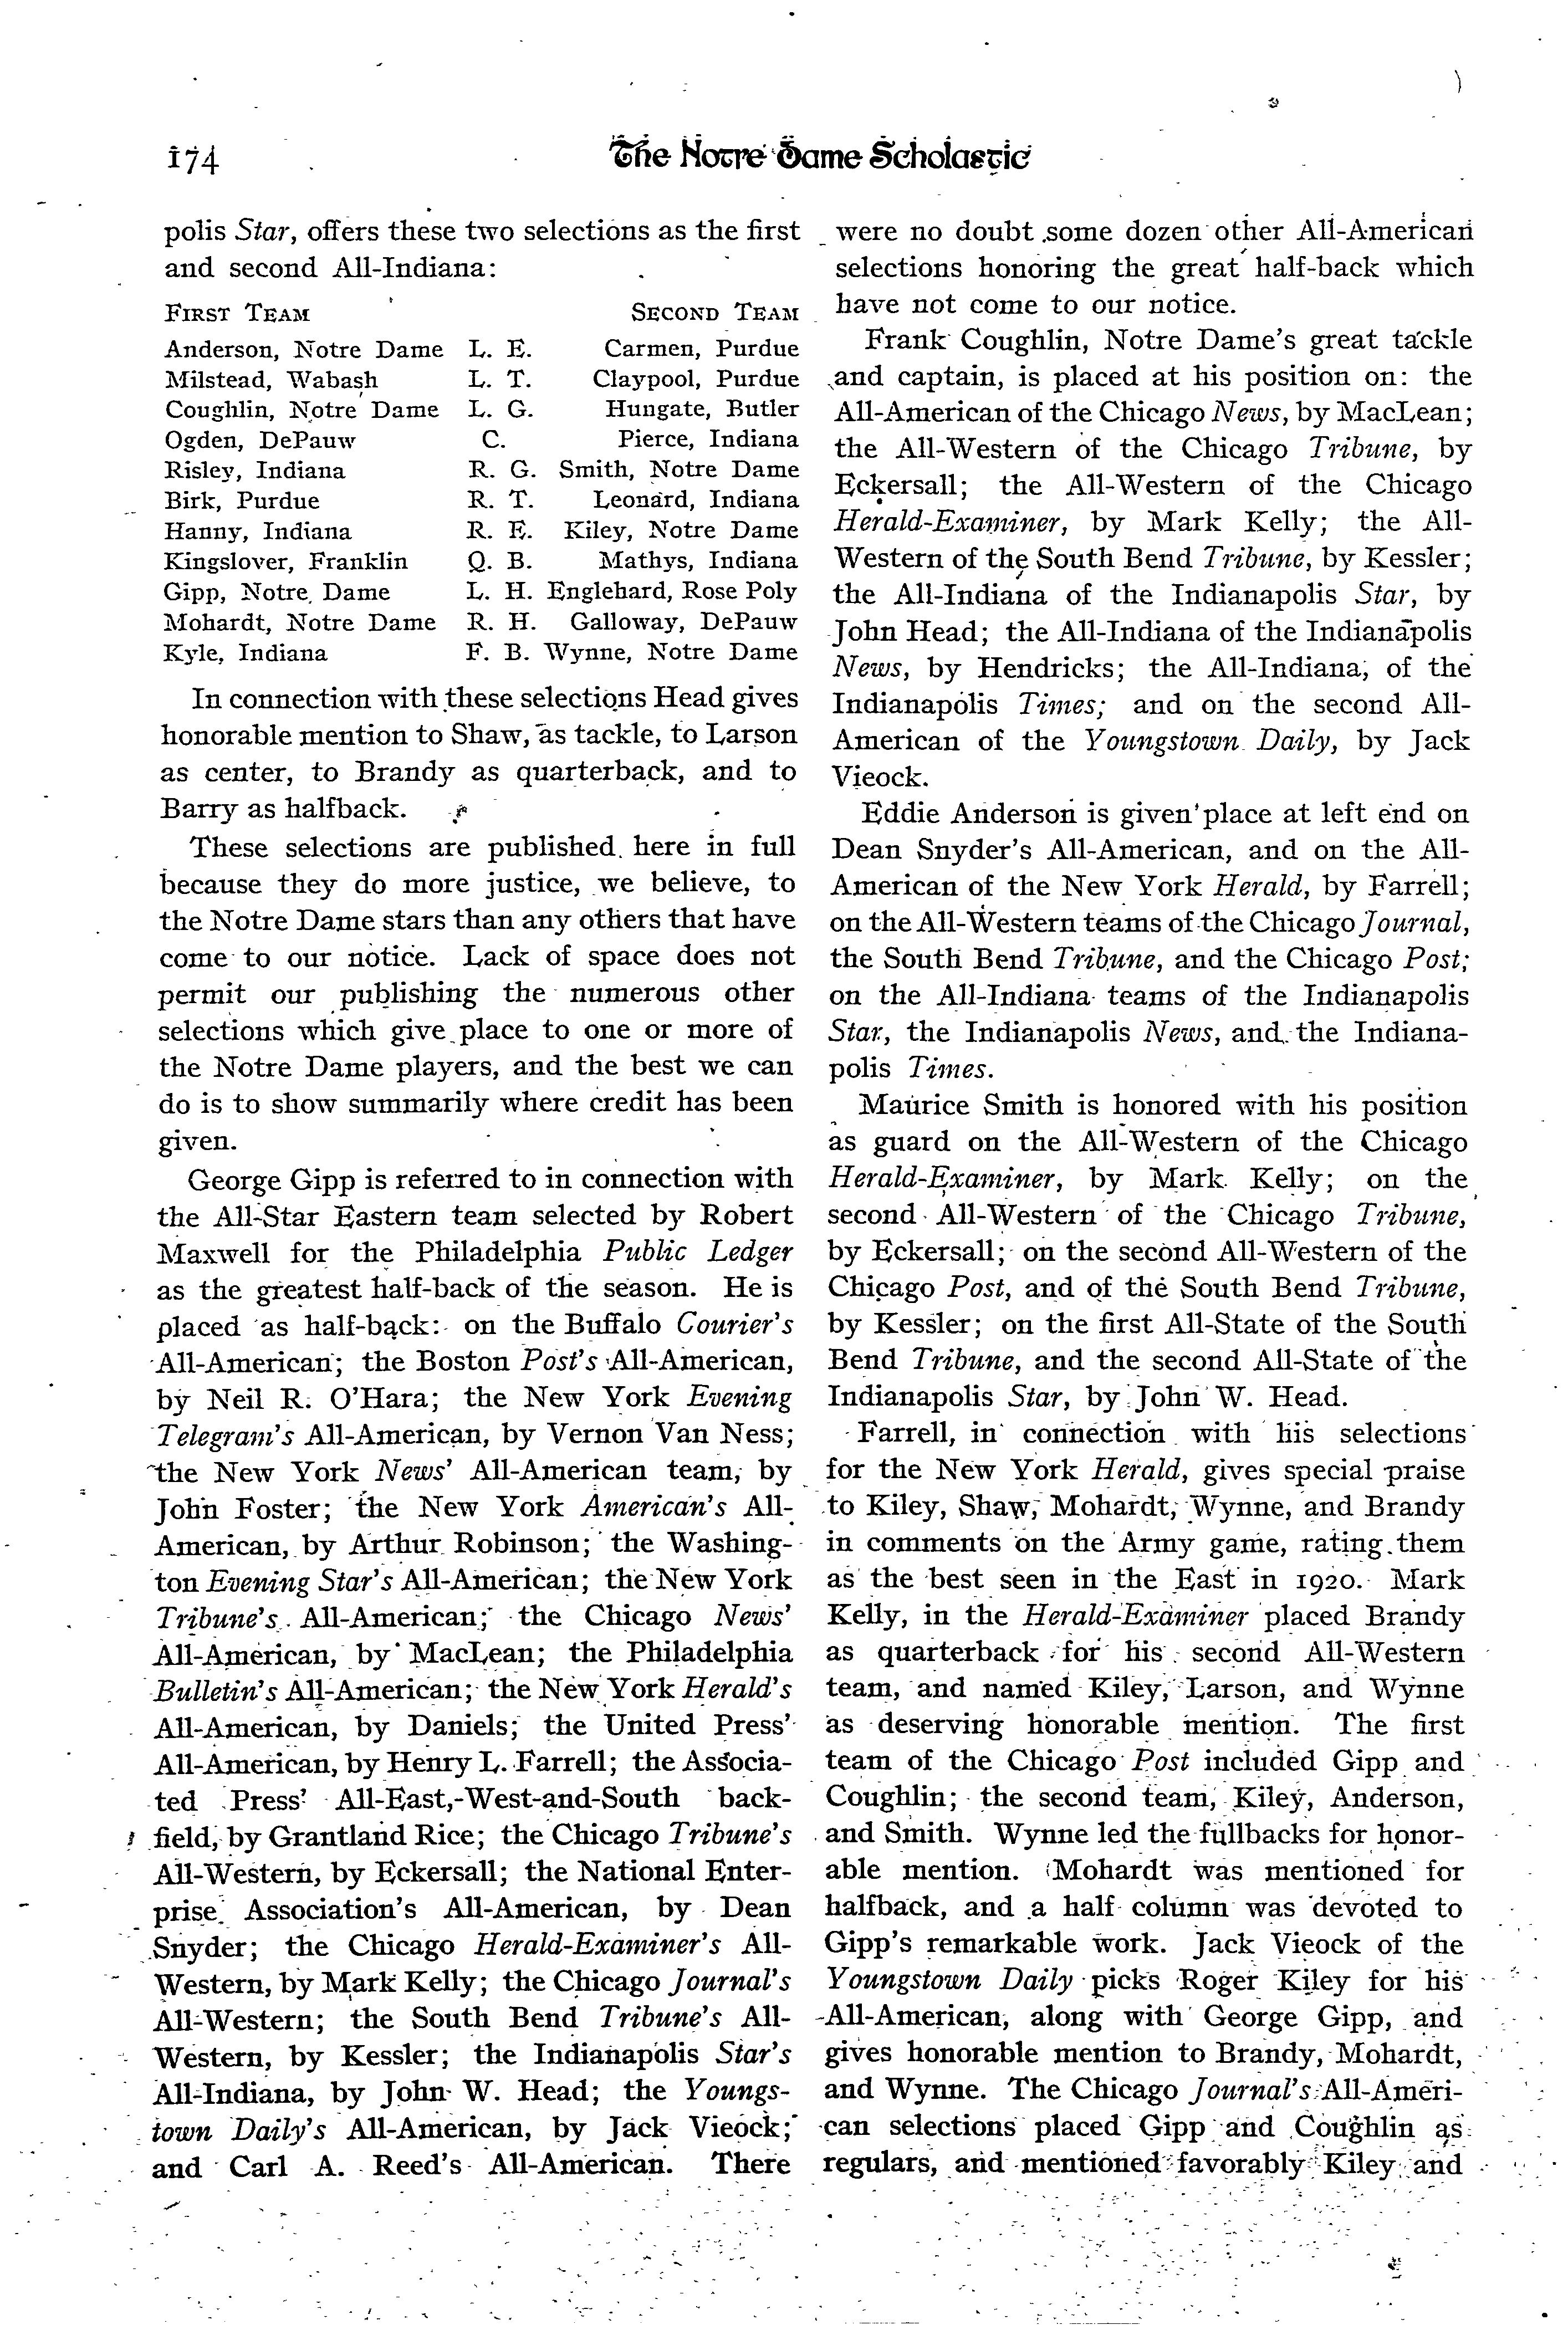 174
The Notre Dame Scholastic
polis Star, offers these two selections as the first
and second All-Indiana:
FIRST TEAM SECOND TEAM
Anderson, Notre Dame L. E. Carmen, Purdue
Milstead, Wabash L. T. Claypool, Purdue
Coughlin, Notre Dame L. G. Hungate, Butler
Ogden, DePauw C. Pierce, Indiana
Risley, Indiana R. G. Smith, Notre Dame
Birk, Purdue R. T. Leonard, Indiana
Hanny, Indiana R. E. Kiley, Notre Dame
Kingslover, Franklin Q. B. Mathys, Indiana
Gipp, Notre Dame L. H. Englehard, Rose Poly
Mohardt, Notre Dame R. H. Galloway, DePauw
Kyle, Indiana F. B. Wynne, Notre Dame
In connection with these selections Head gives
honorable mention to Shaw, as tackle, to Larson
as center, to Brandy as quarterback, and to
Barry as halfback.
These selections are published here in full
because they do more justice, we believe, to
the Notre Dame stars than any others that have
come to our notice. Lack of space does not
permit our publishing the numerous other
selections which give place to one or more of
the Notre Dame players, and the best we can
do is to show summarily where credit has been
given.
George Gipp is referred to in connection with
the All-Star Eastern team selected by Robert
Maxwell for the Philadelphia Public Ledger
as the greatest half-back of the season. He is
placed as half-back: on the Buffalo Courier's
All-American; the Boston Post's All-American,
by Neil R. O'Hara; the New York Evening
Telegram's All-American, by Vernon Van Ness;
the New York News' All-American team, by
John Foster; the New York American's All-
American, by Arthur Robinson; the Washing-
ton Evening Star's All-American; the New York
Tribune's All-American; the Chicago News'
All-American, by MacLean; the Philadelphia
Bulletin's All-American; the New York Herald's
All-American, by Daniels; the United Press'
All-American, by Henry L. Farrell; the Associa-
ted Press' All-East,-West-and-South back-
field, by Grantland Rice; the Chicago Tribune's
All-Western, by Eckersall; the National Enter-
prise Association's All-American, by Dean
Snyder; the Chicago Herald-Examiner's All-
Western, by Mark Kelly; the Chicago Journal's
All-Western; the South Bend Tribune's All-
Western, by Kessler; the Indianapolis Star's
All-Indiana, by John W. Head; the Youngs-
town Daily's All-American, by Jack Vieock;
and Carl A. Reed's All-American. There
were no doubt some dozen other All-American
selections honoring the great half-back which
have not come to our notice.
Frank Coughlin, Notre Dame's great tackle
and captain, is placed at his position on: the
All-American of the Chicago News, by MacLean;
the All-Western of the Chicago Tribune, by
Eckersall; the All-Western of the Chicago
Herald-Examiner, by Mark Kelly; the All-
Western of the South Bend Tribune, by Kessler;
the All-Indiana of the Indianapolis Star, by
John Head; the All-Indiana of the Indianapolis
News, by Hendricks; the All-Indiana, of the
Indianapolis Times; and on the second All-
American of the Youngstown Daily, by Jack
Vieock.
Eddie Anderson is given place at left end on
Dean Snyder's All-American, and on the All-
American of the New York Herald, by Farrell;
on the All-Western teams of the Chicago Journal,
the South Bend Tribune, and the Chicago Post;
on the All-Indiana teams of the Indianapolis
Star, the Indianapolis News, and the Indiana-
polis Times.
Maurice Smith is honored with his position
as guard on the All-Western of the Chicago
Herald-Examiner, by Mark Kelly; on the
second All-Western of the Chicago Tribune,
by Eckersall; on the second All-Western of the
Chicago Post, and of the South Bend Tribune,
by Kessler; on the first All-State of the South
Bend Tribune, and the second All-State of the
Indianapolis Star, by John W. Head.
Farrell, in connection with his selections
for the New York Herald, gives special praise
to Kiley, Shaw, Mohardt, Wynne, and Brandy
in comments on the Army game, rating them
as the best seen in the East in 1920. Mark
Kelly, in the Herald-Examiner placed Brandy
as quarterback for his second All-Western
team, and named Kiley, Larson, and Wynne
as deserving honorable mention. The first
team of the Chicago Post included Gipp and
Coughlin; the second team, Kiley, Anderson,
and Smith. Wynne led the fullbacks for honor-
able mention. Mohardt was mentioned for
halfback, and a half column was devoted to
Gipp's remarkable work. Jack Vieock of the
Youngstown Daily picks Roger Kiley for his
All-American, along with George Gipp, and
gives honorable mention to Brandy, Mohardt,
and Wynne. The Chicago Journal's All-Ameri-
can selections placed Gipp and Coughlin as
regulars, and mentioned favorably Kiley and